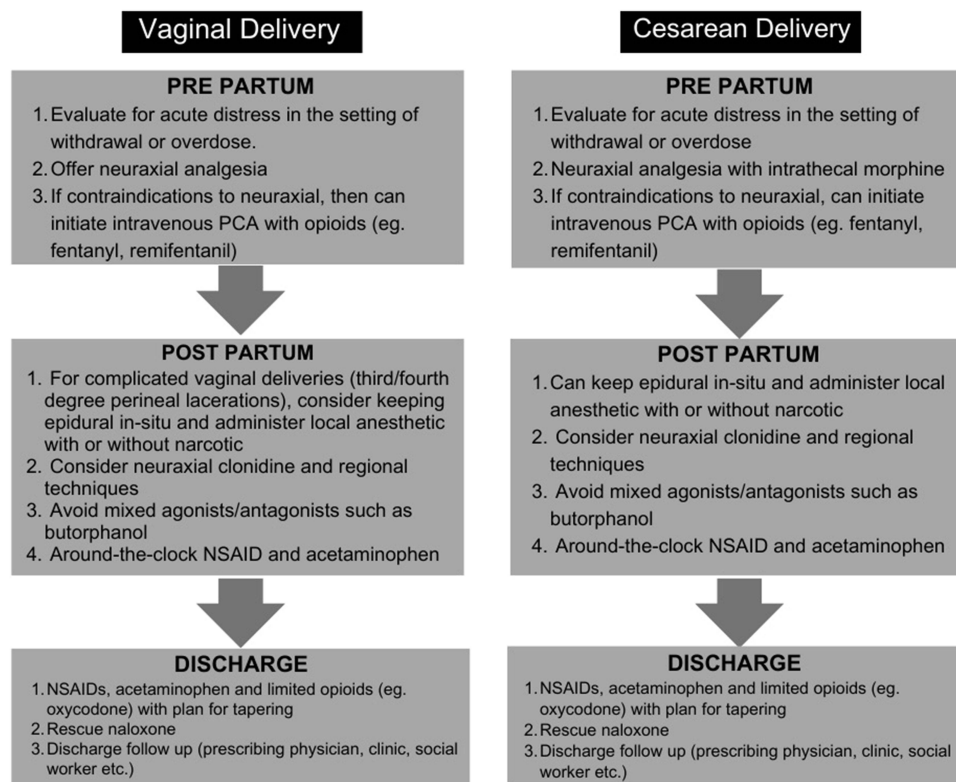 Vaginal Delivery
PRE PARTUM
1. Evaluate for acute distress in the setting of
withdrawal or overdose.
2. Offer neuraxial analgesia
3. If contraindications to neuraxial, then can
initiate intravenous PCA with opioids (eg.
fentanyl, remifentanil)
POST PARTUM
1. For complicated vaginal deliveries (third/fourth
degree perineal lacerations), consider keeping
epidural in-situ and administer local anesthetic
with or without narcotic
2. Consider neuraxial clonidine and regional
techniques
3. Avoid mixed agonists/antagonists such as
butorphanol
4. Around-the-clock NSAID and acetaminophen
DISCHARGE
1. NSAIDs, acetaminophen and limited opioids (eg.
oxycodone) with plan for tapering
2. Rescue naloxone
3. Discharge follow up (prescribing physician, clinic, social
worker etc.)
Cesarean Delivery
PRE PARTUM
1. Evaluate for acute distress in the setting of
withdrawal or overdose
2. Neuraxial analgesia with intrathecal morphine
3. If contraindications to neuraxial, can initiate
intravenous PCA with opioids (eg. fentanyl,
remifentanil)
POST PARTUM
1. Can keep epidural in-situ and administer local
anesthetic with or without narcotic
2. Consider neuraxial clonidine and regional
techniques
3. Avoid mixed agonists/antagonists such as
butorphanol
4. Around-the-clock NSAID and acetaminophen
DISCHARGE
1. NSAIDs, acetaminophen and limited opioids (eg.
oxycodone) with plan for tapering
2. Rescue naloxone
3. Discharge follow up (prescribing physician, clinic, social
worker etc.)